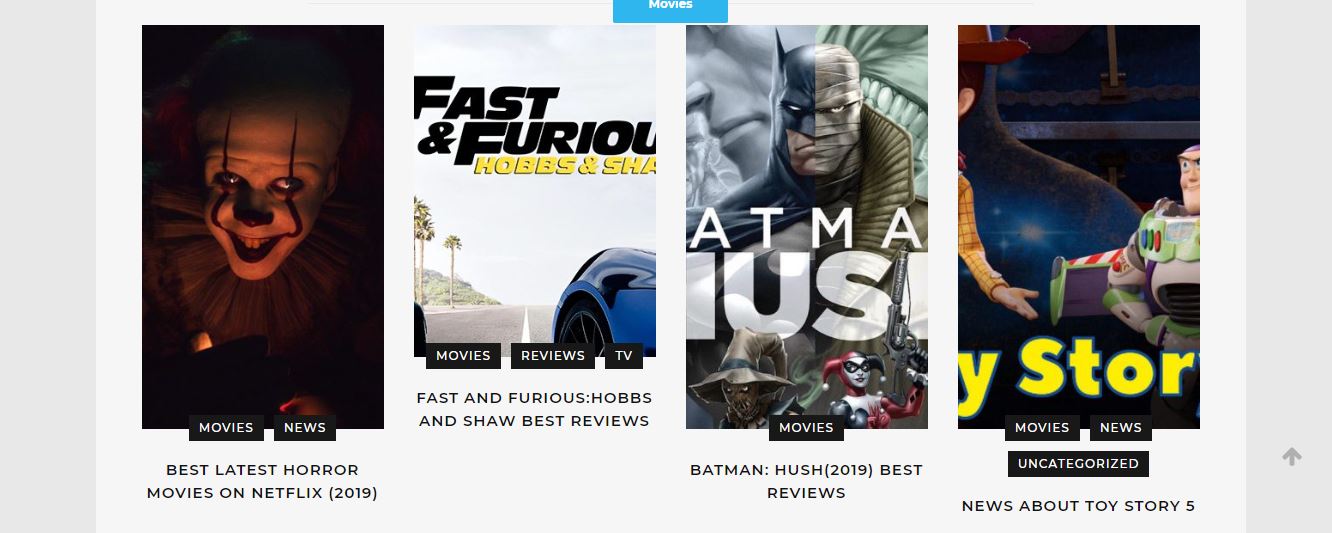 Movies
FAST
& FURIOU
HOBBS & SHA
MOVIES REVIEWS TV
FAST AND FURIOUS:HOBBS
AND SHAW BEST REVIEWS
ATMA
HUS
y Story
MOVIES NEWS
BEST LATEST HORROR
MOVIES ON NETFLIX (2019)
MOVIES
BATMAN: HUSH(2019) BEST
REVIEWS
MOVIES NEWS
UNCATEGORIZED
NEWS ABOUT TOY STORY 5